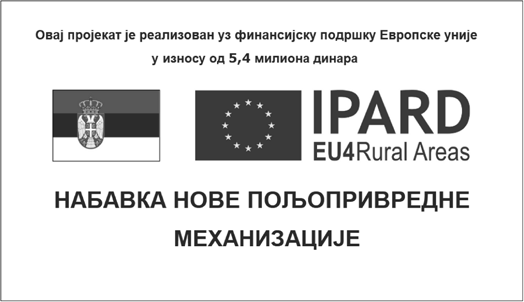 Овај пројекат је реализован уз финансијску подршку Европске уније
у износу од 5,4 милиона динара
IPARD
EU4Rural Areas
НАБАВКА НОВЕ ПОЉОПРИВРЕДНЕ
МЕХАНИЗАЦИЈЕ